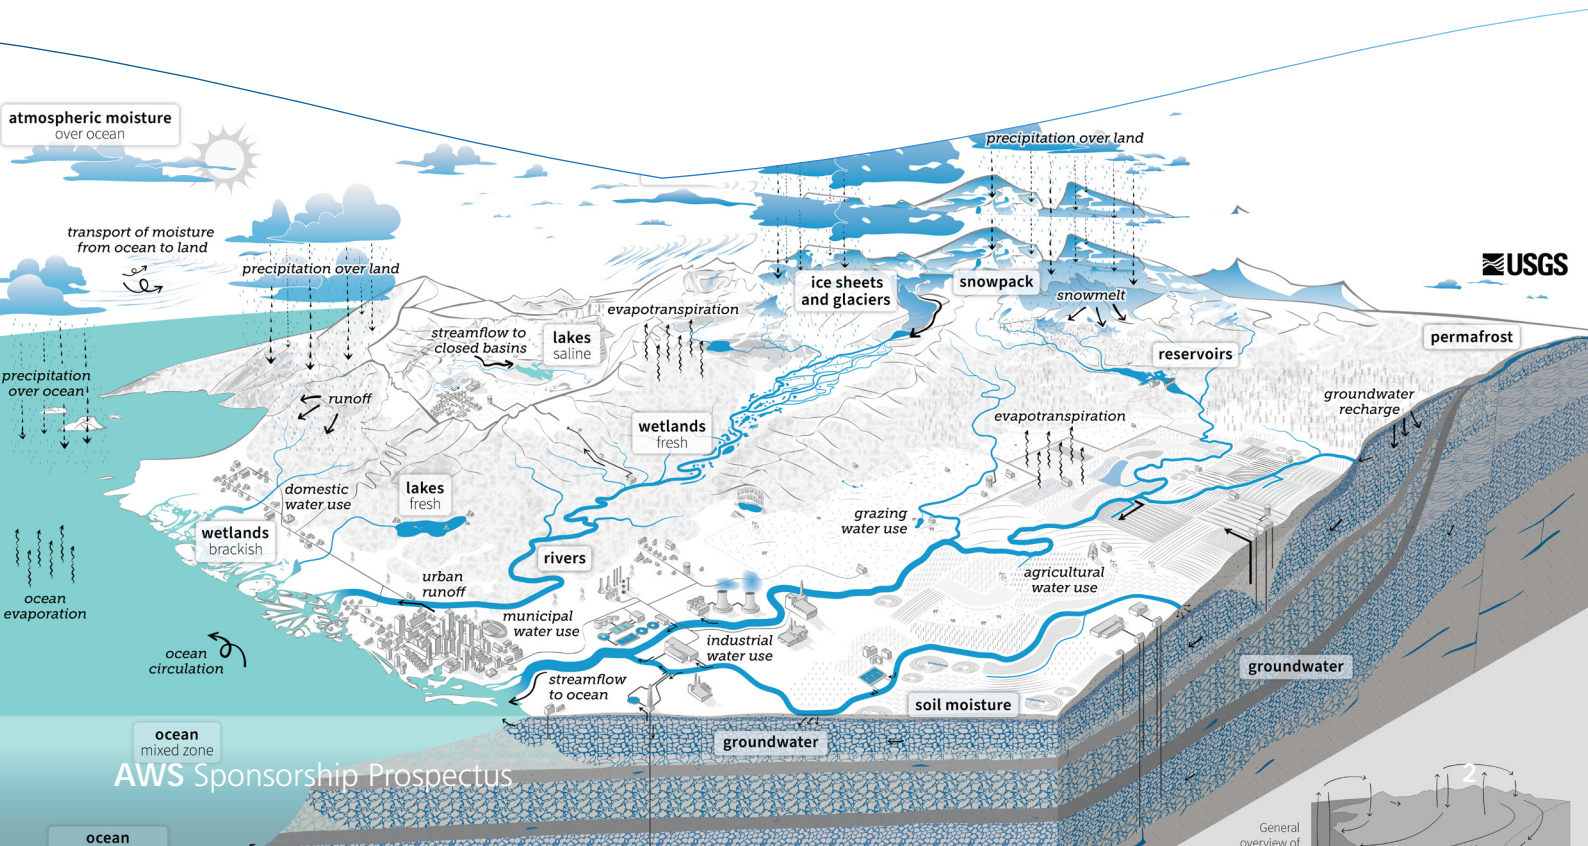 atmospheric moisture
over ocean
precipitation over land
transport of moisture
from ocean to land
precipitation over land
USGS
ice sheets
and glaciers
snowpack
snowmelt
evapotranspiration
streamflow to
closed basins
lakes
saline
permafrost
reservoirs
precipitation
over ocean
runoff
groundwater
recharge
evapotranspiration
wetlands
fresh
domestic
water use
lakes
fresh
grazing
water use
wetlands
brackish
rivers
agricultural
water use
urban
runoff
ocean
evaporation
municipal
water use
industrial
water use
ocean
circulation
groundwater
streamflow
to ocean
soil moisture
ocean
mixed zone
groundwater
AWS Sponsorship Prospectus
2
General
overview of
ocean